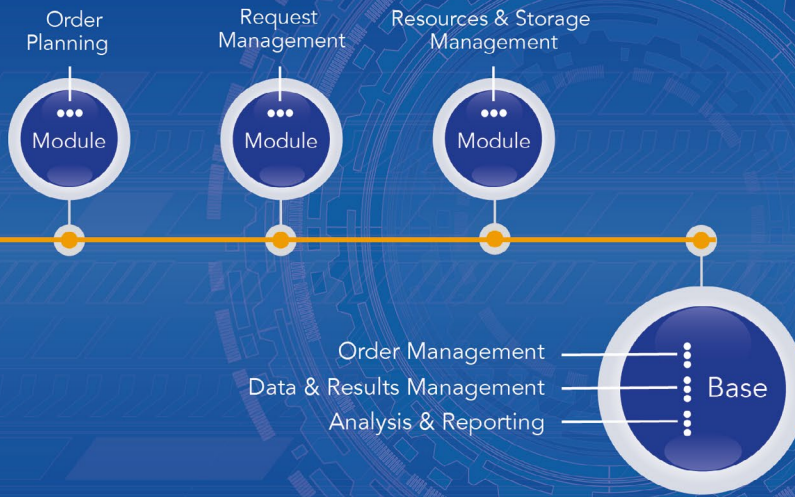 Order
Planning
Request
Management
Resources & Storage
Management
Module
Module
Module
Order Management
Data & Results Management
Analysis & Reporting
Base